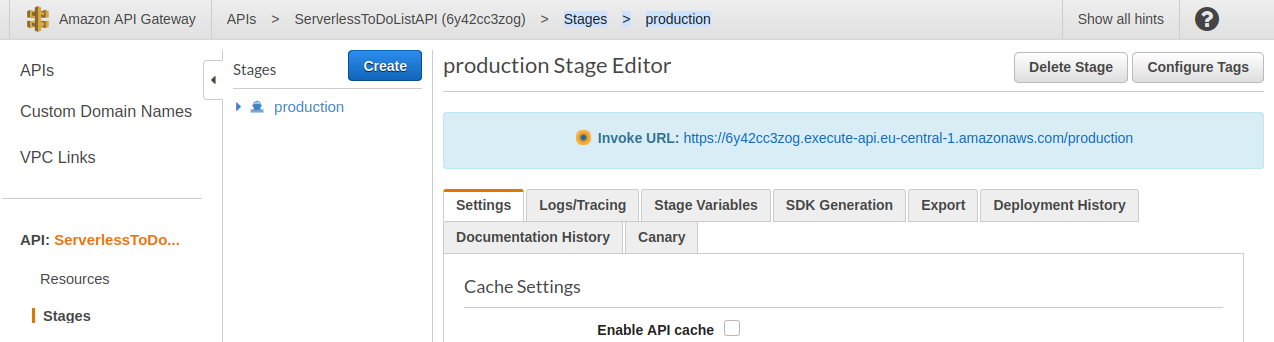 Amazon API Gateway APIs > ServerlessToDoListAPI (6y42cc3zog) > Stages > production Show all hints ?
APIs
Custom Domain Names
VPC Links
API: ServerlessToDo...
Resources
Stages
Stages Create
production
production Stage Editor Delete Stage Configure Tags
Invoke URL: https://6y42cc3zog.execute-api.eu-central-1.amazonaws.com/production
Settings Logs/Tracing Stage Variables SDK Generation Export Deployment History
Documentation History Canary
Cache Settings
Enable API cache